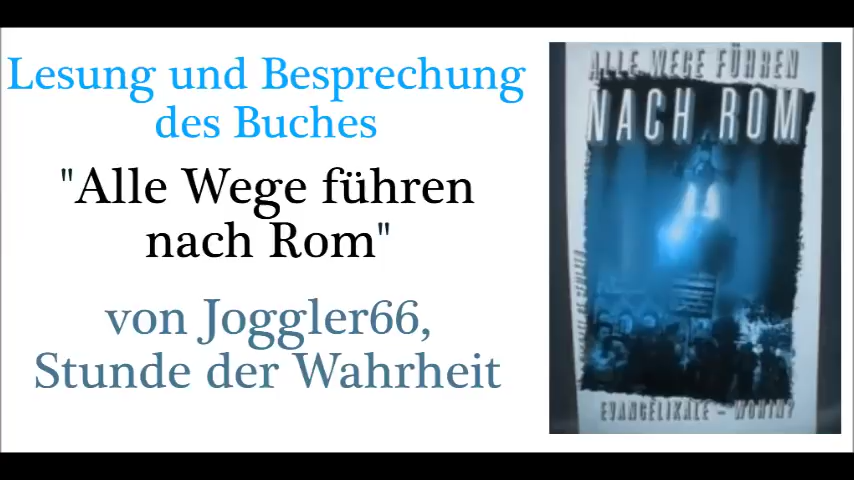 Lesung und Besprechung
des Buches
"Alle Wege führen
nach Rom"
von Joggler66,
Stunde der Wahrheit
ALLE WEGE FÜHREN
NACH ROM
EVANGELIKALE – WOHIN?